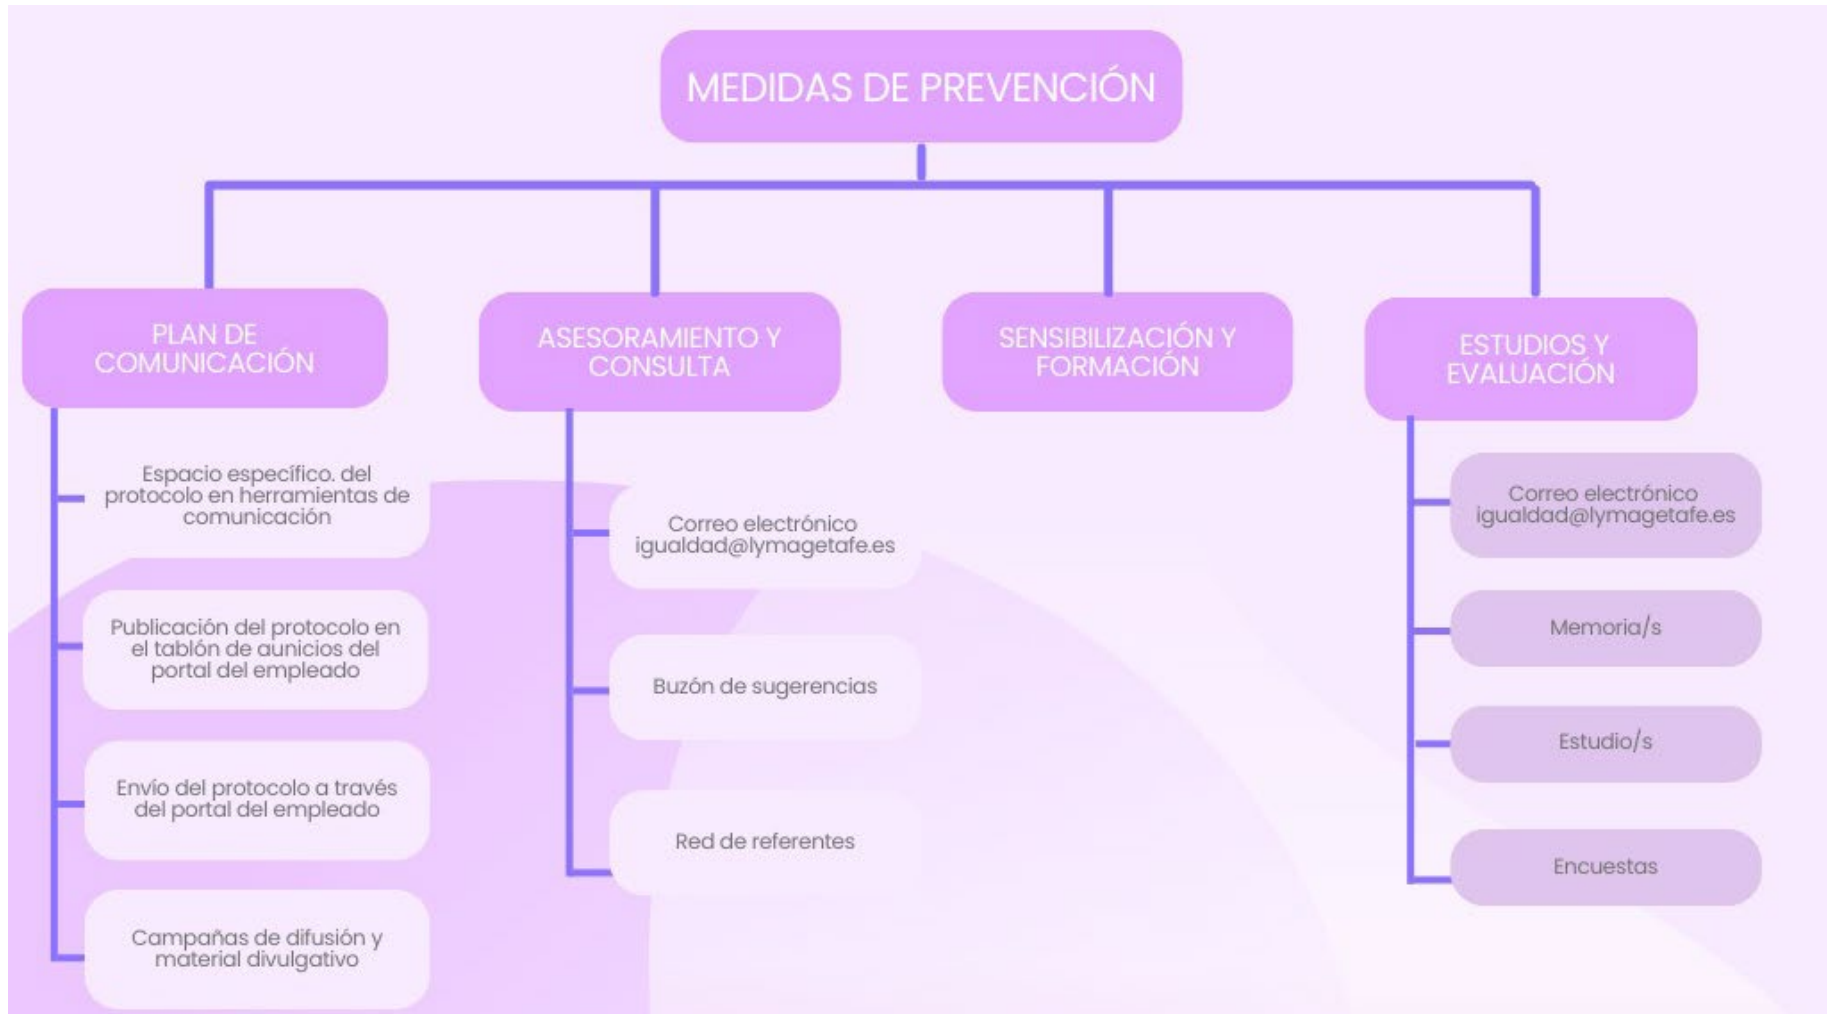 MEDIDAS DE PREVENCIÓN
PLAN DE
COMUNICACIÓN
Espacio específico. del
protocolo en herramientas de
comunicación
Publicación del protocolo en
el tablón de aunicios del
portal del empleado
Envío del protocolo a través
del portal del empleado
Campañas de difusión y
material divulgativo
ASESORAMIENTO Y
CONSULTA
Correo electrónico
igualdad@lymagetafe.es
Buzón de sugerencias
Red de referentes
SENSIBILIZACIÓN Y
FORMACIÓN
ESTUDIOS Y
EVALUACIÓN
Correo electrónico
igualdad@lymagetafe.es
Memoria/s
Estudio/s
Encuestas